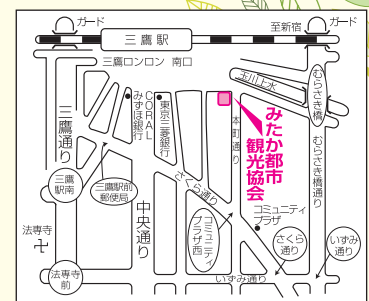 ガード
至新宿
ガード
三鷹駅
三鷹ロンロン 南口
玉川上水
むらさき橋
三鷹通り
みずほ銀行
CORAL
東京三菱銀行
本町通り
みたか都市
観光協会
むらさき橋通り
さくら通り
三鷹駅南
三鷹駅前
郵便局
中央通り
コミュニティ
プラザ西
コミュニティ
プラザ
さくら
通り
いずみ
通り
法専寺
卍
法専寺
前
いずみ通り